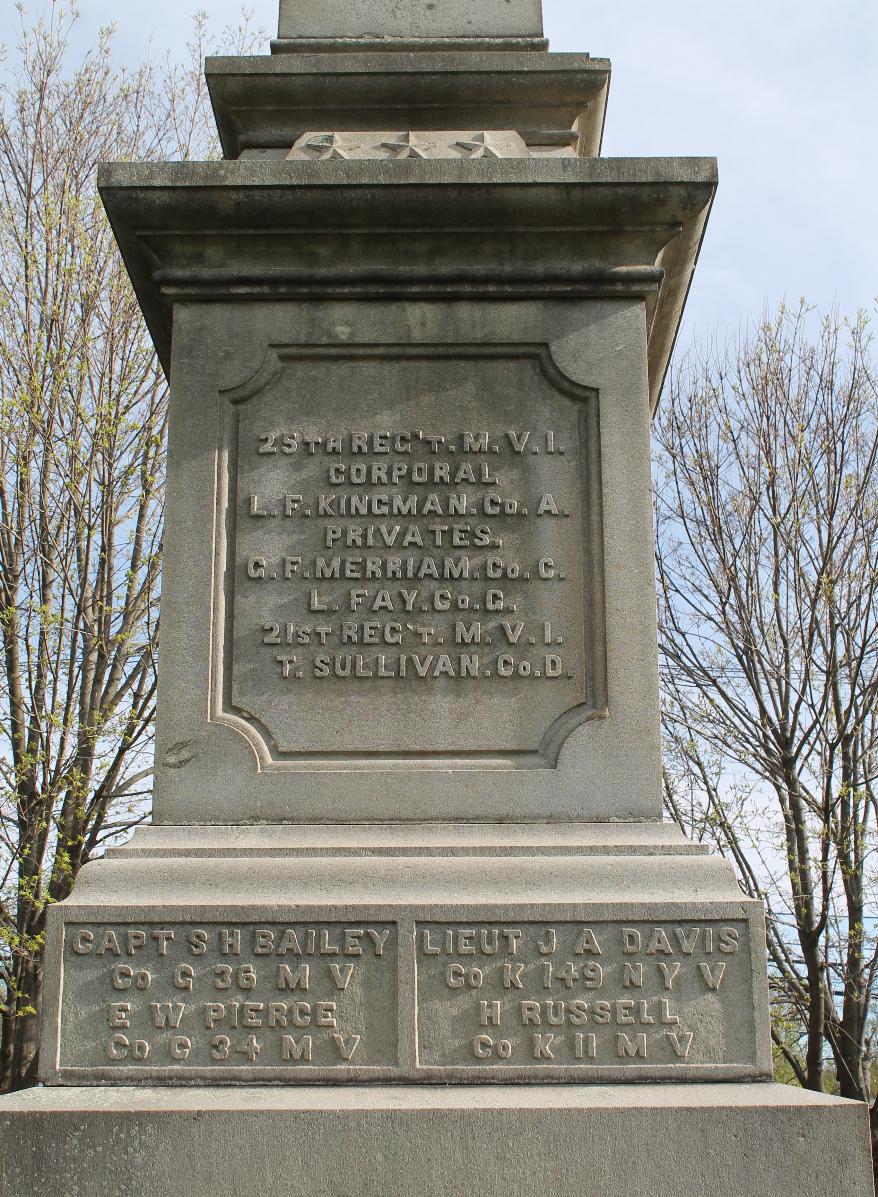 25TH REG'T. M. V. I.
CORPORAL
L. F. KINGMAN. Co. A.
PRIVATES.
G. F. MERRIAM. Co. C.
L. FAY. Co. G.
21ST REG'T. M. V. I.
T. SULLIVAN. Co. D.
CAPT S H BAILEY
Co G 36 M V
E W PIERCE
Co G 34 M V
LIEUT J A DAVIS
Co K 149 N Y V
H RUSSELL
Co K 11 M V